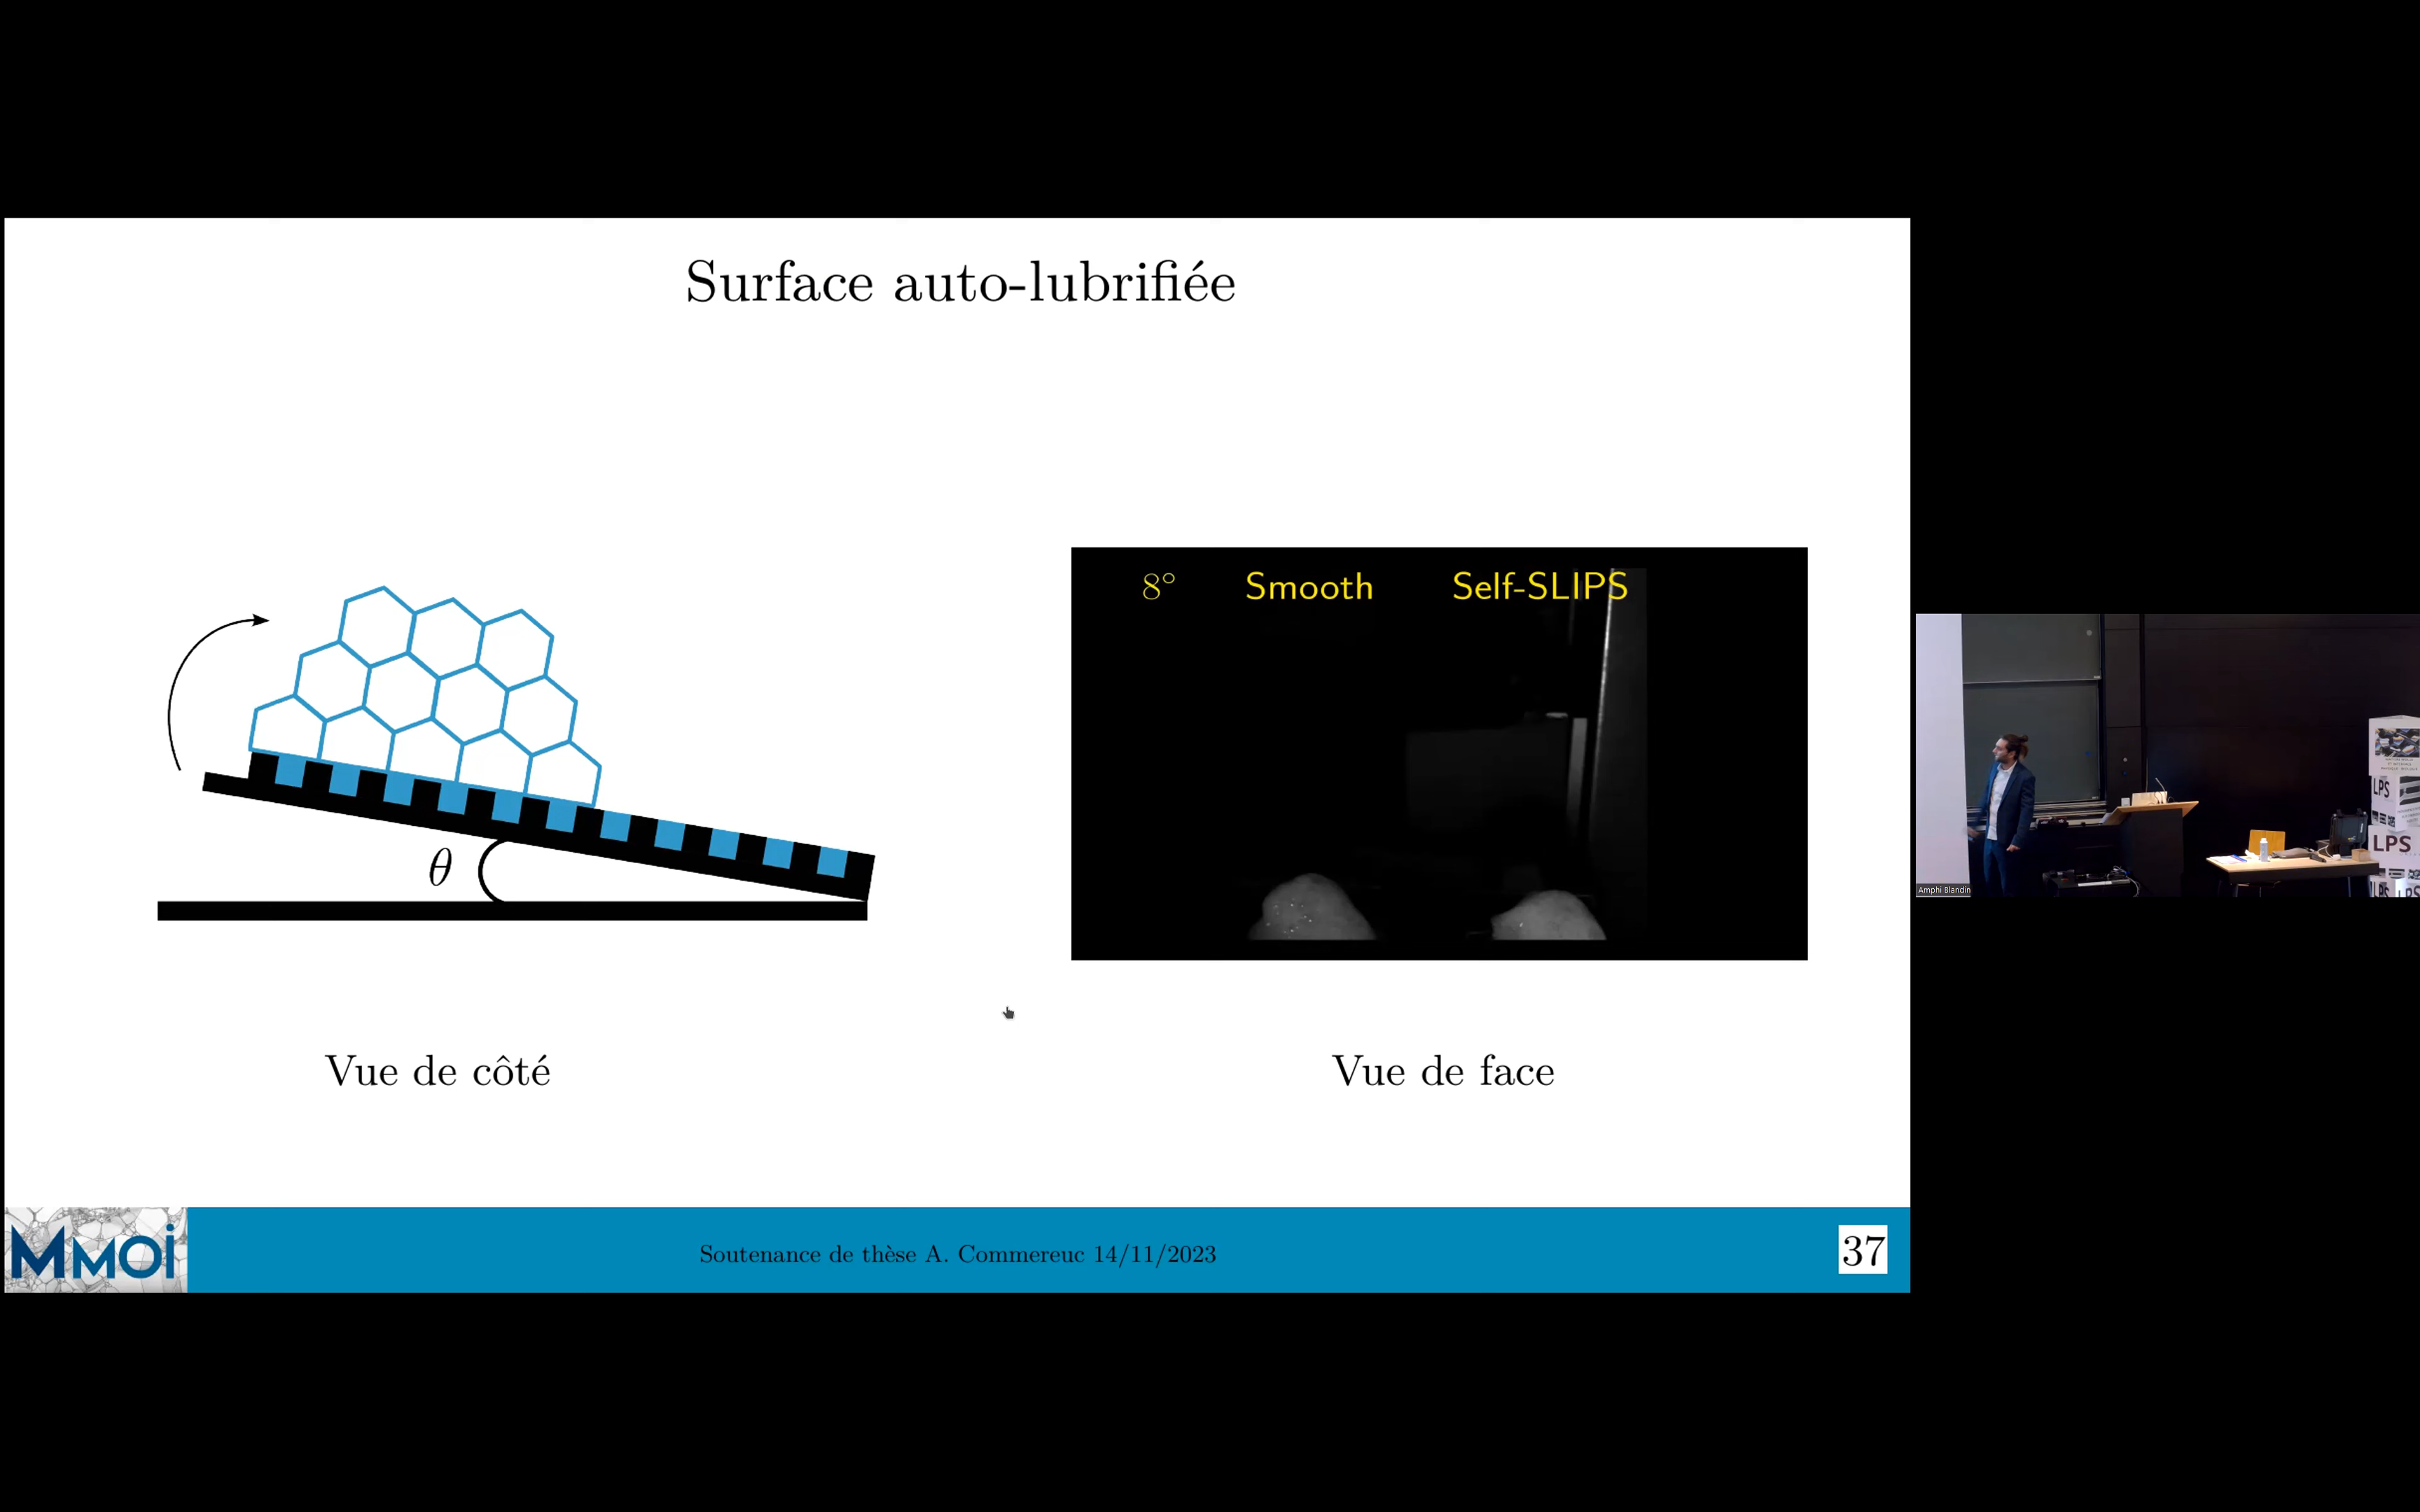 Surface auto-lubrifiée
8° Smooth Self-SLIPS
θ
Vue de côté
Vue de face
MMOi
Soutenance de thèse A. Commereuc 14/11/2023
37
Amphi Blandin
LPS
LPS
LPS